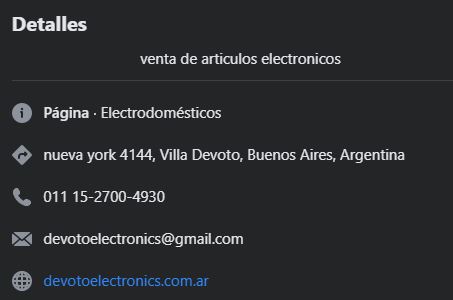 Detalles
venta de articulos electronicos
Página · Electrodomésticos
nueva york 4144, Villa Devoto, Buenos Aires, Argentina
011 15-2700-4930
devotoelectronics@gmail.com
devotoelectronics.com.ar